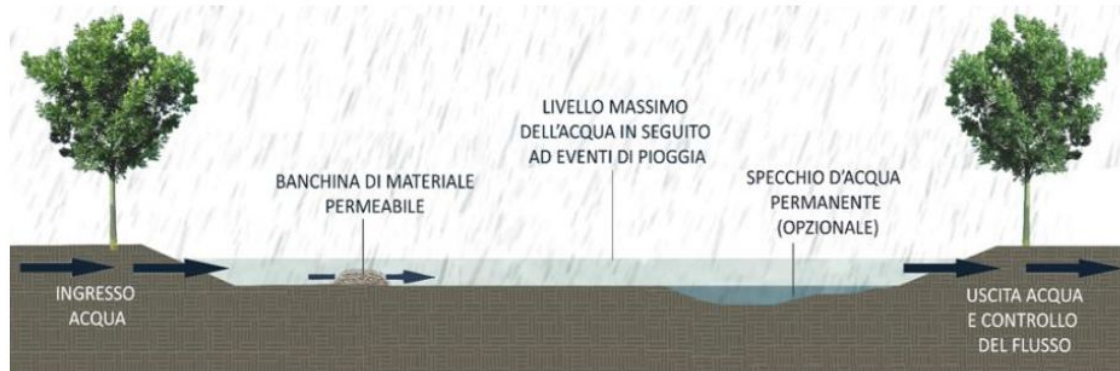 LIVELLO MASSIMO
DELL'ACQUA IN SEGUITO
AD EVENTI DI PIOGGIA
BANCHINA DI MATERIALE
PERMEABILE
SPECCHIO D'ACQUA
PERMANENTE
(OPZIONALE)
INGRESSO
ACQUA
USCITA ACQUA
E CONTROLLO
DEL FLUSSO